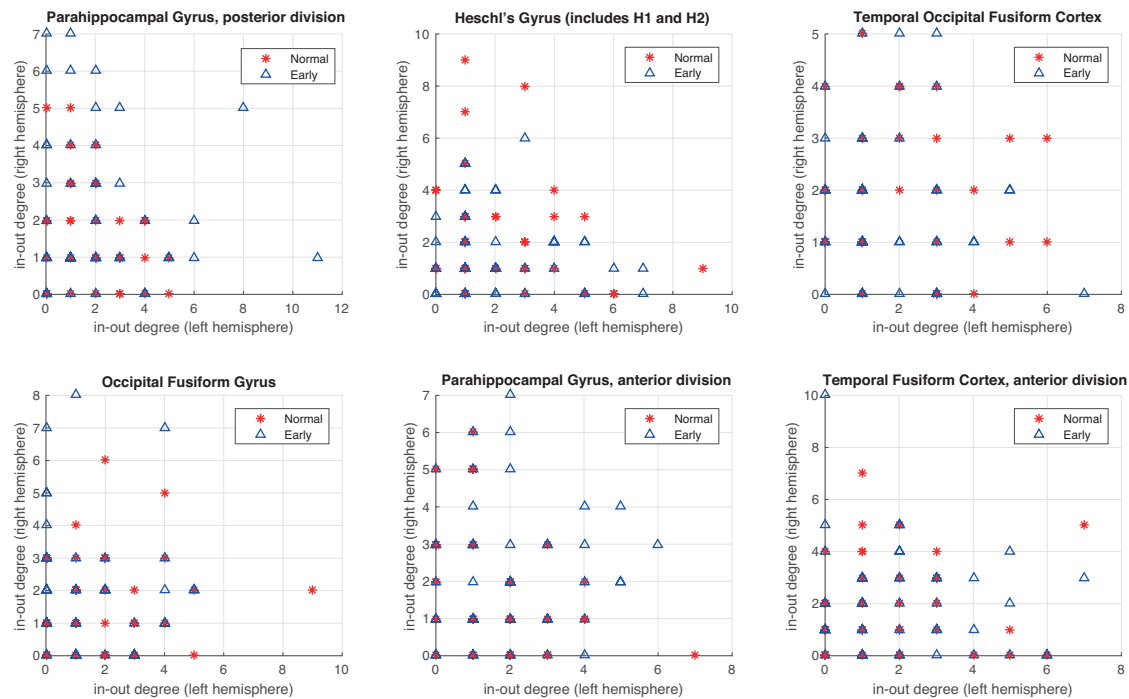 Parahippocampal Gyrus, posterior division
7
6
5
4
3
2
1
0
in-out degree (right hemisphere)
Normal
Early
0 2 4 6 8 10 12
in-out degree (left hemisphere)
Heschl's Gyrus (includes H1 and H2)
10
8
6
4
2
0
in-out degree (right hemisphere)
Normal
Early
0 2 4 6 8 10
in-out degree (left hemisphere)
Temporal Occipital Fusiform Cortex
5
4
3
2
1
0
in-out degree (right hemisphere)
Normal
Early
0 2 4 6 8
in-out degree (left hemisphere)
Occipital Fusiform Gyrus
8
7
6
5
4
3
2
1
0
in-out degree (right hemisphere)
Normal
Early
0 2 4 6 8 10
in-out degree (left hemisphere)
Parahippocampal Gyrus, anterior division
7
6
5
4
3
2
1
0
in-out degree (right hemisphere)
Normal
Early
0 2 4 6 8
in-out degree (left hemisphere)
Temporal Fusiform Cortex, anterior division
10
8
6
4
2
0
in-out degree (right hemisphere)
Normal
Early
0 2 4 6 8
in-out degree (left hemisphere)